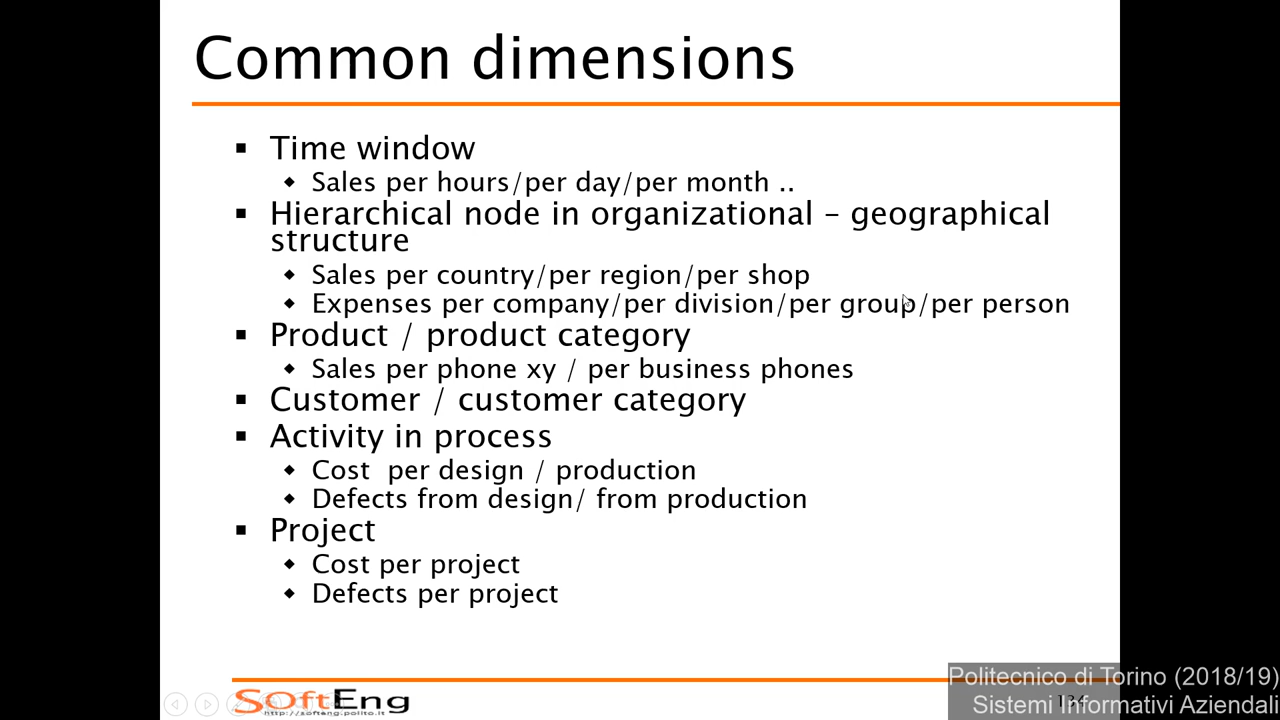 Common dimensions
Time window
Sales per hours/per day/per month ..
Hierarchical node in organizational – geographical
structure
Sales per country/per region/per shop
Expenses per company/per division/per group/per person
Product / product category
Sales per phone xy / per business phones
Customer / customer category
Activity in process
Cost  per design / production
Defects from design/ from production
Project
Cost per project
Defects per project
SoftEng
http://softeng.polito.it
Politecnico di Torino (2018/19)
Sistemi Informativi Aziendali